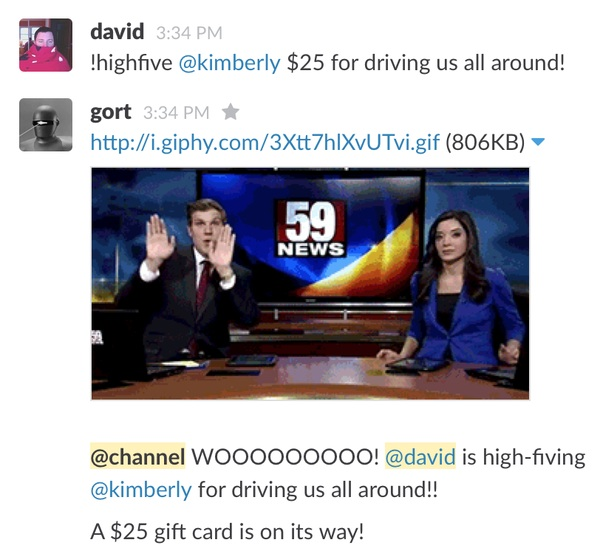 david 3:34 PM
!highfive @kimberly $25 for driving us all around!
gort 3:34 PM
http://i.giphy.com/3Xtt7hlXvUTvi.gif (806KB)
59
NEWS
@channel WOOOOOOOOO! @david is high-fiving
@kimberly for driving us all around!!
A $25 gift card is on its way!